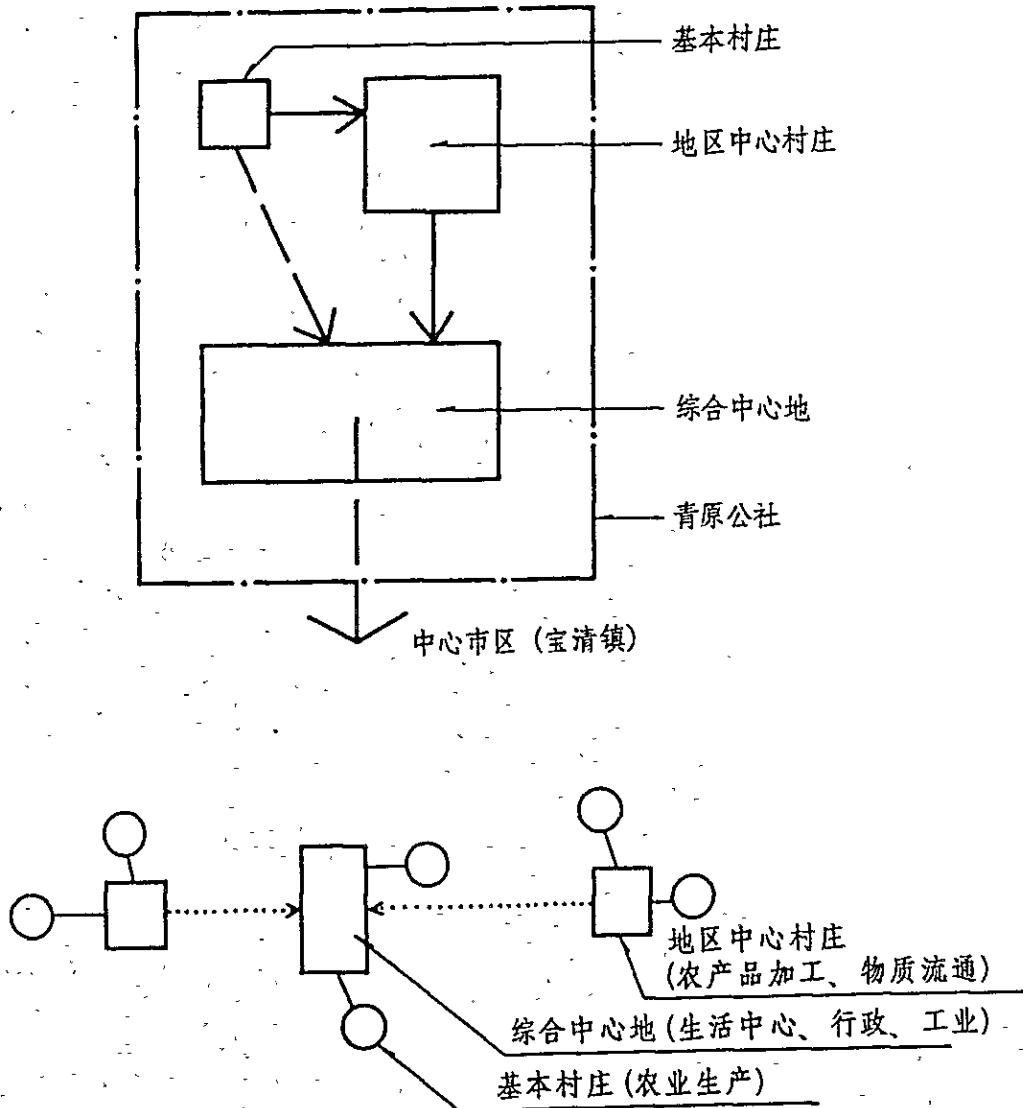 基本村庄
地区中心村庄
综合中心地
青原公社
中心市区（宝清镇）
地区中心村庄
(农产品加工、物质流通)
综合中心地(生活中心、行政、工业)
基本村庄(农业生产)